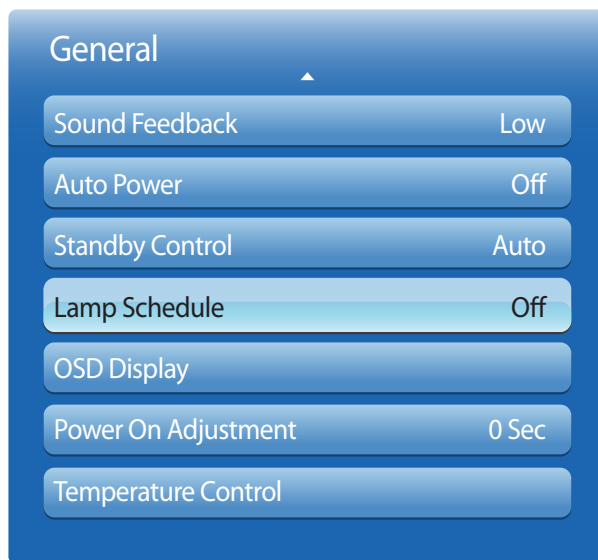 General
Sound Feedback Low
Auto Power Off
Standby Control Auto
Lamp Schedule Off
OSD Display
Power On Adjustment 0 Sec
Temperature Control